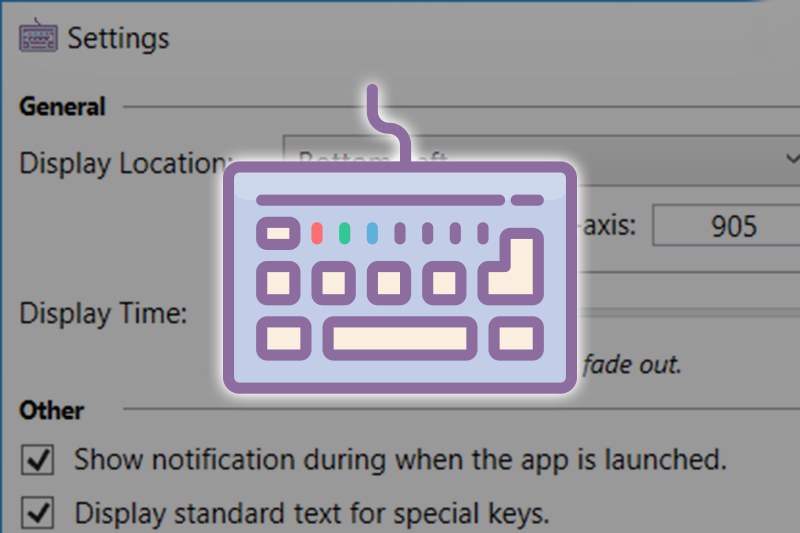 Settings
General
Display Location:
axis: 905
Display Time:
fade out.
Other
Show notification during when the app is launched.
Display standard text for special keys.